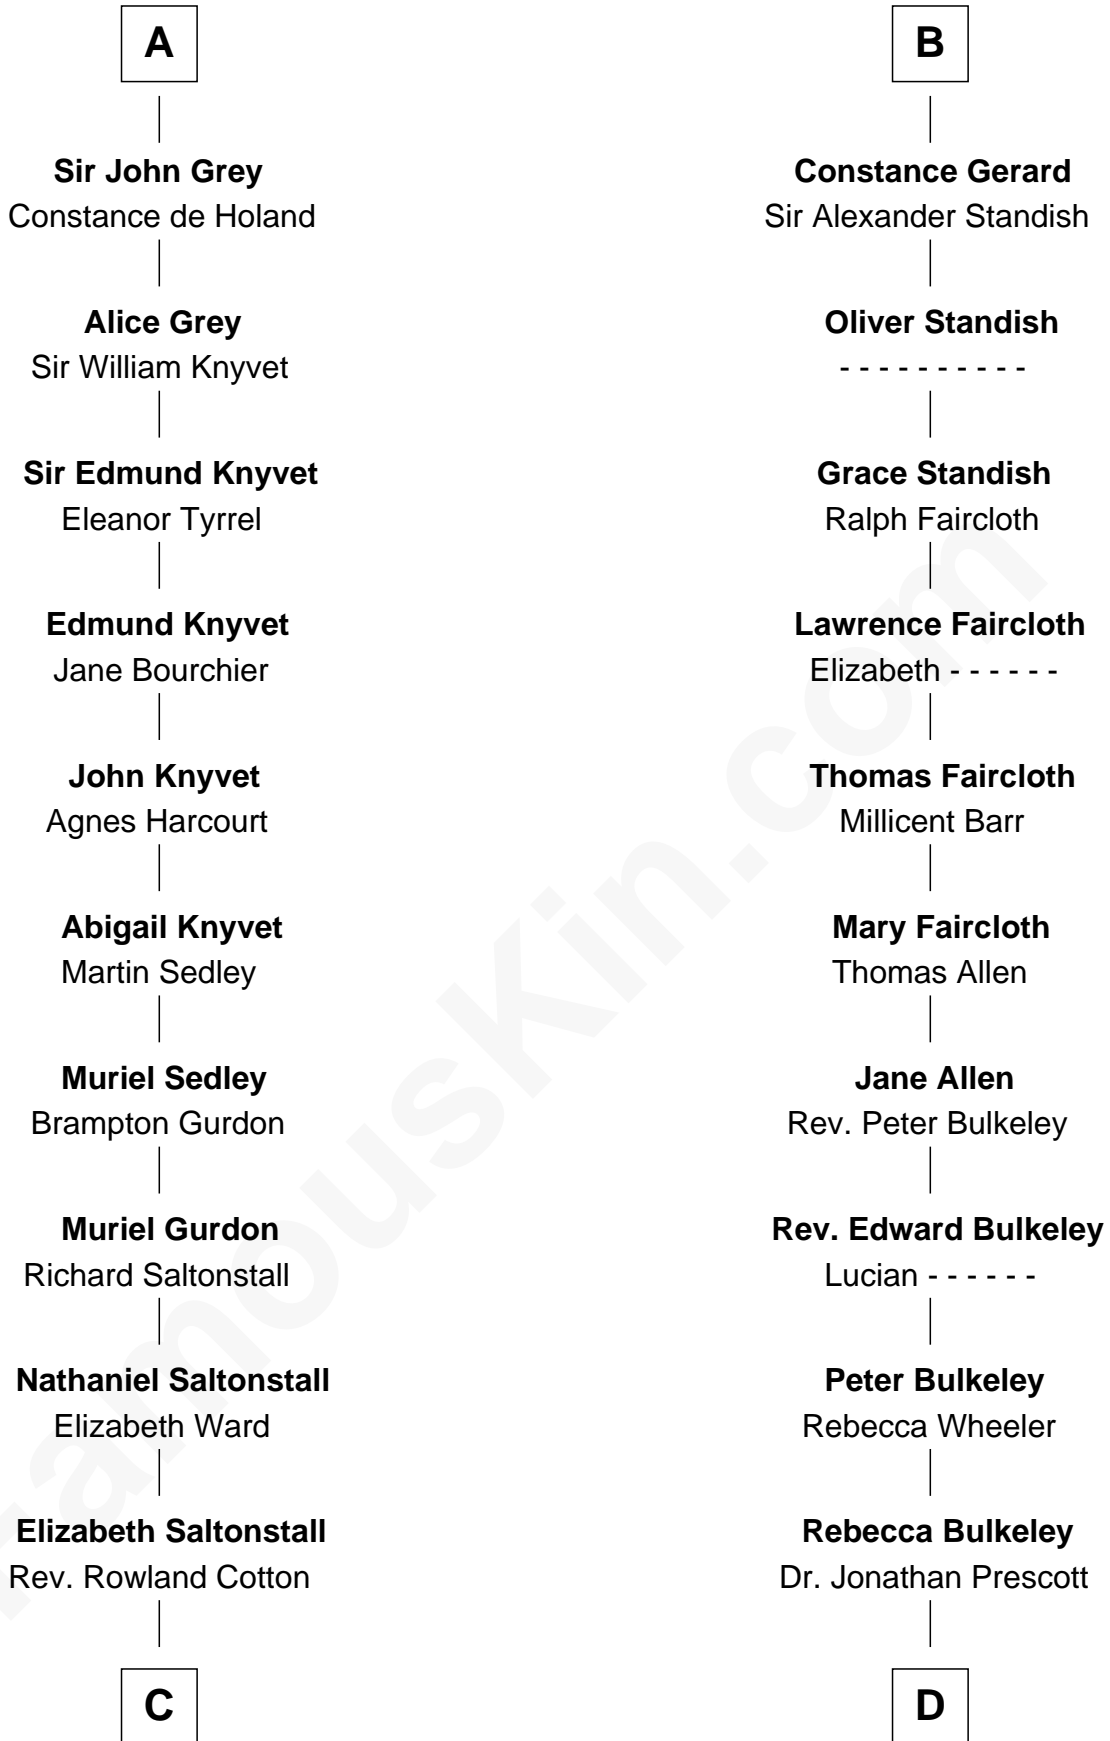 A
Sir John Grey
Constance de Holand
Alice Grey
Sir William Knyvet
Sir Edmund Knyvet
Eleanor Tyrrel
Edmund Knyvet
Jane Bourchier
John Knyvet
Agnes Harcourt
Abigail Knyvet
Martin Sedley
Muriel Sedley
Brampton Gurdon
Muriel Gurdon
Richard Saltonstall
Nathaniel Saltonstall
Elizabeth Ward
Elizabeth Saltonstall
Rev. Rowland Cotton
C
B
Constance Gerard
Sir Alexander Standish
Oliver Standish
- - - - - - - - - -
Grace Standish
Ralph Faircloth
Lawrence Faircloth
Elizabeth - - - - - -
Thomas Faircloth
Millicent Barr
Mary Faircloth
Thomas Allen
Jane Allen
Rev. Peter Bulkeley
Rev. Edward Bulkeley
Lucian - - - - - -
Peter Bulkeley
Rebecca Wheeler
Rebecca Bulkeley
Dr. Jonathan Prescott
D
FamousKin.com